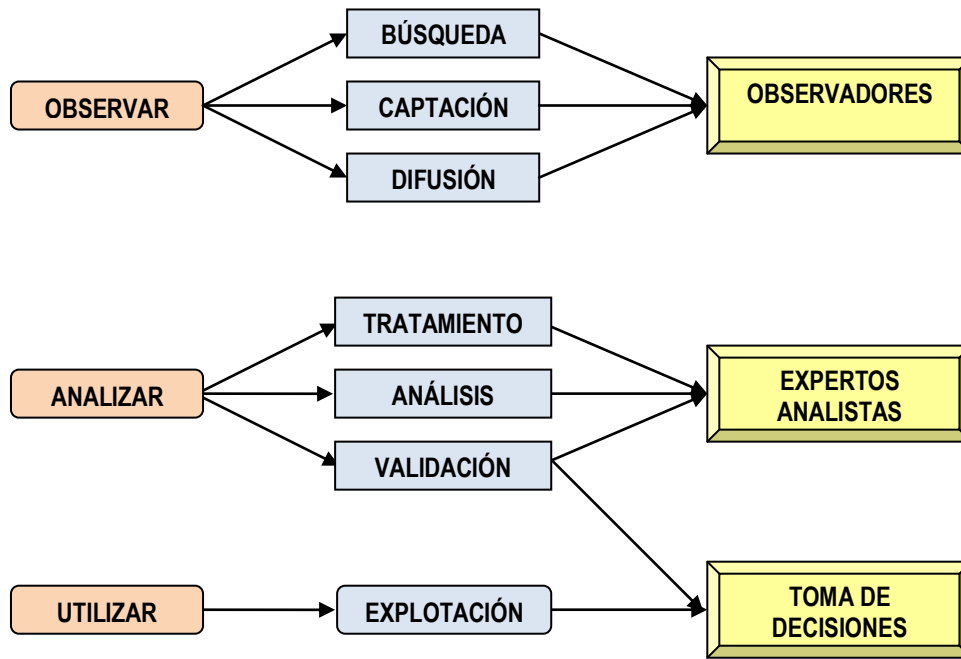 BÚSQUEDA
OBSERVAR
CAPTACIÓN
DIFUSIÓN
OBSERVADORES
TRATAMIENTO
ANALIZAR
ANÁLISIS
VALIDACIÓN
EXPERTOS
ANALISTAS
UTILIZAR
EXPLOTACIÓN
TOMA DE
DECISIONES